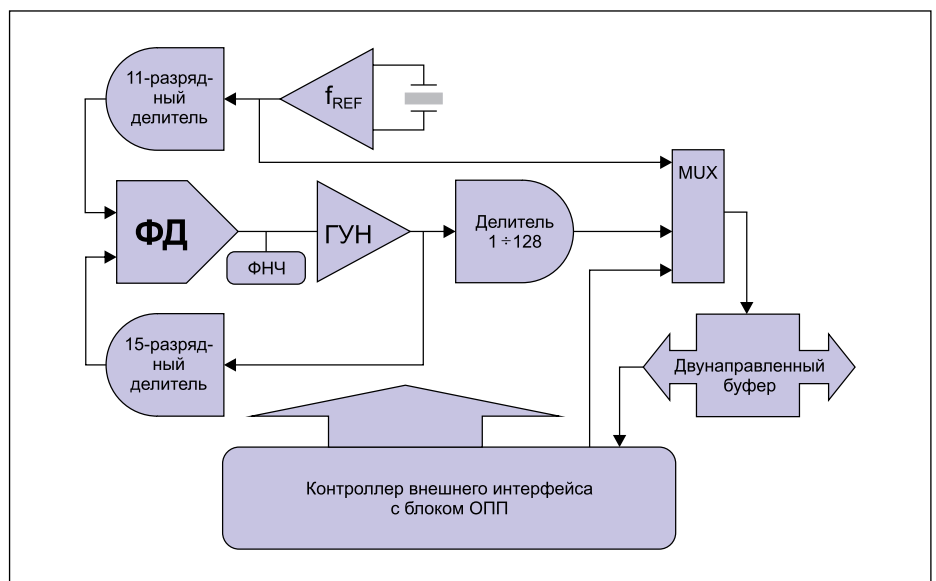 11-разряд-
ный
делитель
fREF
MUX
ФД
ГУН
Делитель
1÷128
ФНЧ
15-разряд-
ный
делитель
Двунаправленный
буфер
Контроллер внешнего интерфейса
с блоком ОПП